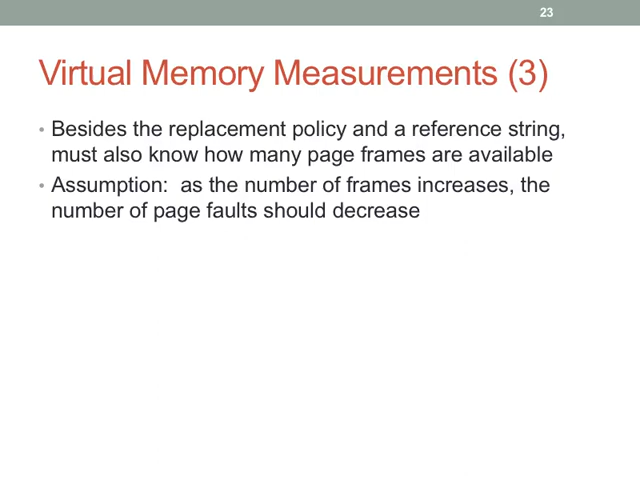 23
Virtual Memory Measurements (3)
• Besides the replacement policy and a reference string,
must also know how many page frames are available
• Assumption:  as the number of frames increases, the
number of page faults should decrease